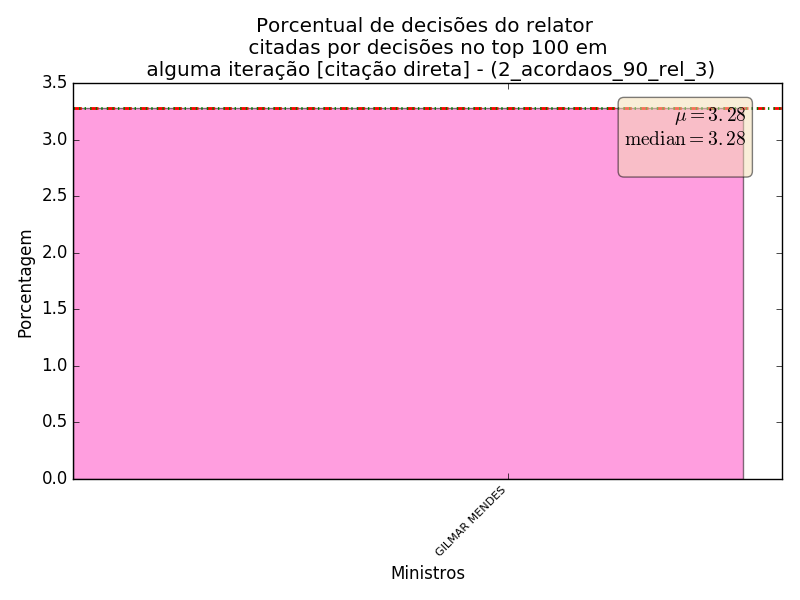 Porcentual de decisões do relator
citadas por decisões no top 100 em
alguma iteração [citação direta] - (2_acordaos_90_rel_3)
3.5
3.0
2.5
2.0
1.5
1.0
0.5
0.0
Porcentagem
μ = 3.28
median = 3.28
GILMAR MENDES
Ministros